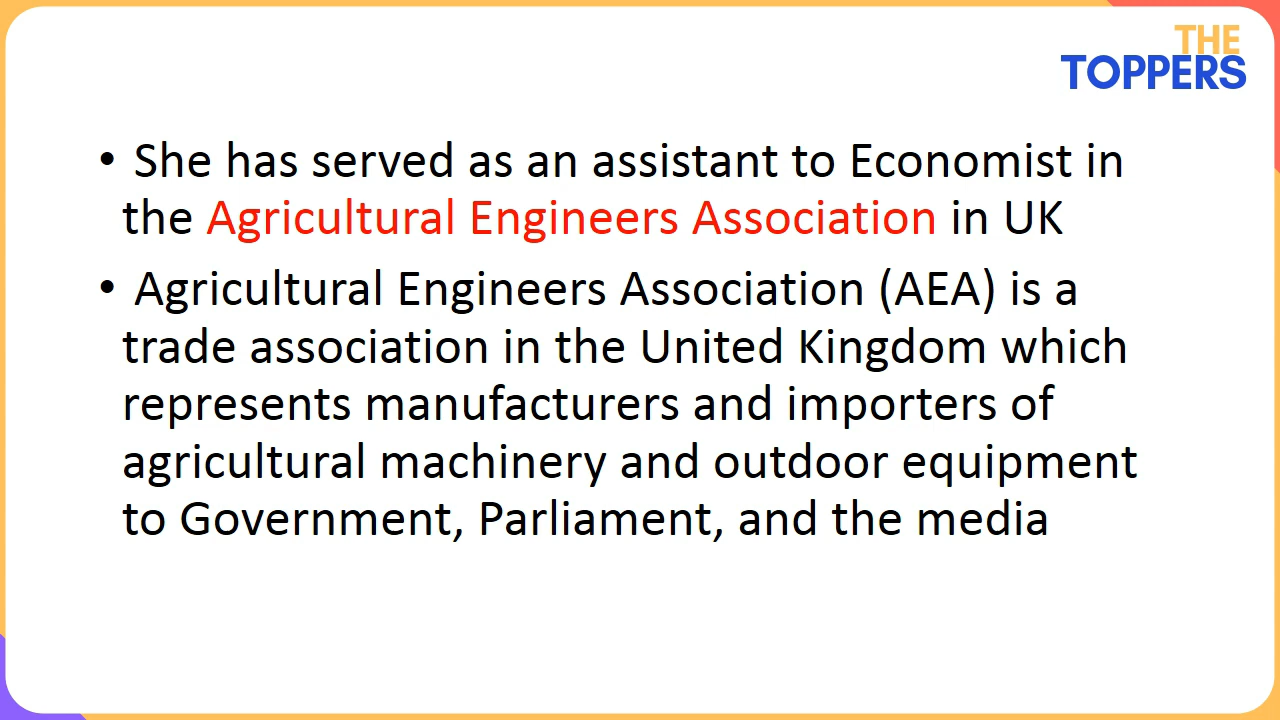 THE
TOPPERS
• She has served as an assistant to Economist in
the Agricultural Engineers Association in UK
• Agricultural Engineers Association (AEA) is a
trade association in the United Kingdom which
represents manufacturers and importers of
agricultural machinery and outdoor equipment
to Government, Parliament, and the media